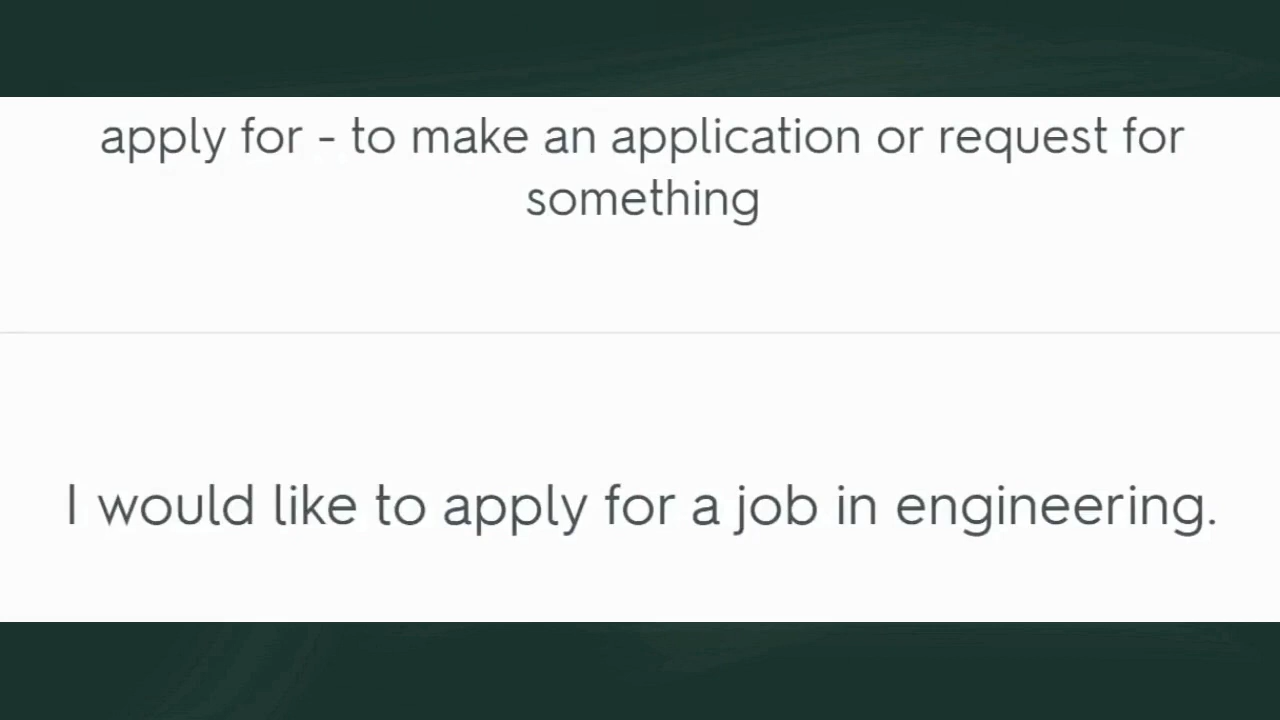 apply for - to make an application or request for
something
I would like to apply for a job in engineering.